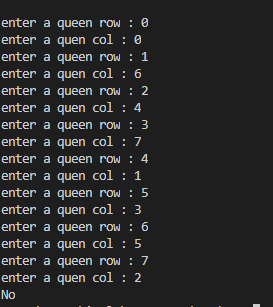 enter a queen row : 0
enter a quen col : 0
enter a queen row : 1
enter a quen col : 6
enter a queen row : 2
enter a quen col : 4
enter a queen row : 3
enter a quen col : 7
enter a queen row : 4
enter a quen col : 1
enter a queen row : 5
enter a quen col : 3
enter a queen row : 6
enter a quen col : 5
enter a queen row : 7
enter a quen col : 2
No